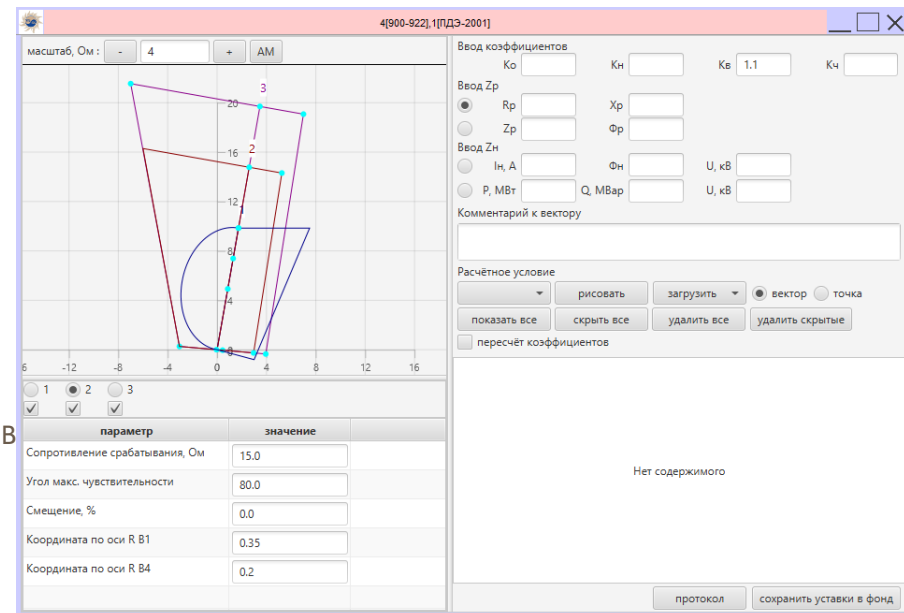 4[900-922],1[ПДЭ-2001]
масштаб, Ом : - 4 + АМ
3
20
2
16
12
1
8
4
0
6 -12 -8 -4 0 4 8 12 16
1 2 3
В
параметр значение
Сопротивление срабатывания, Ом 15.0
Угол макс. чувствительности 80.0
Смещение, % 0.0
Координата по оси R В1 0.35
Координата по оси R В4 0.2
Ввод коэффициентов
Ко Кн Кв 1.1 Кч
Ввод Zр
Rр Xр
Zр Фр
Ввод Zн
Iн, А Фн U, кВ
P, МВт Q, МВар U, кВ
Комментарий к вектору
Расчётное условие
рисовать загрузить вектор точка
показать все скрыть все удалить все удалить скрытые
пересчёт коэффициентов
Нет содержимого
протокол сохранить уставки в фонд